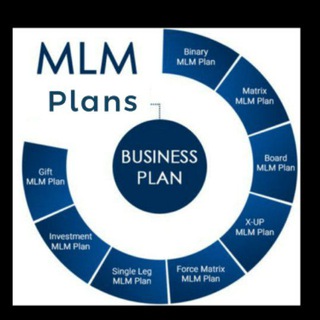 MLM
Plans
BUSINESS
PLAN
Binary
MLM Plan
Matrix
MLM Plan
Board
MLM Plan
X-UP
MLM Plan
Force Matrix
MLM Plan
Single Leg
MLM Plan
Investment
MLM Plan
Gift
MLM Plan